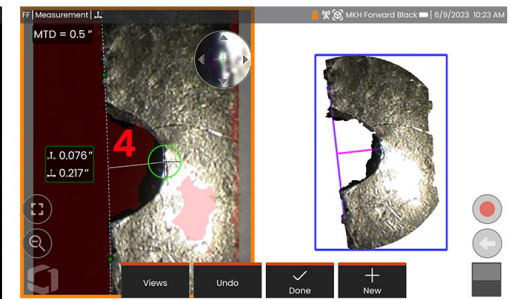 FF | Measurement |
MKH Forward Black | 6/9/2023 10:23 AM
MTD = 0.5 "
4
0.076 "
0.217 "
Views
Undo
Done
New